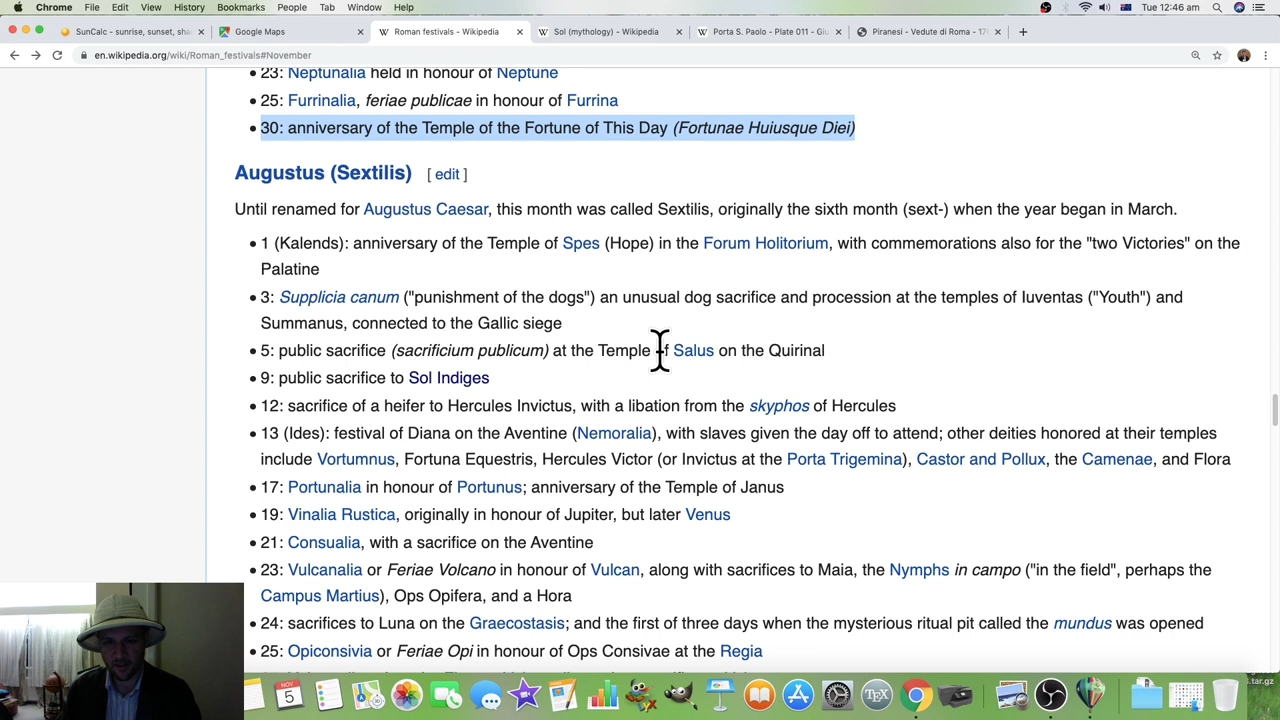 Chrome File Edit View History Bookmarks People Tab Window Help Tue 12:46 am
SunCalc - sunrise, sunset, sha × Google Maps × Roman festivals - Wikipedia × Sol (mythology) - Wikipedia × Porta S. Paolo - Plate 011 - Giu × Piranesi - Vedute di Roma - 17 × +
en.wikipedia.org/wiki/Roman_festivals#November
• 23: Neptunalia held in honour of Neptune
• 25: Furrinalia, feriae publicae in honour of Furrina
• 30: anniversary of the Temple of the Fortune of This Day (Fortunae Huiusque Diei)
Augustus (Sextilis) [ edit ]
Until renamed for Augustus Caesar, this month was called Sextilis, originally the sixth month (sext-) when the year began in March.
• 1 (Kalends): anniversary of the Temple of Spes (Hope) in the Forum Holitorium, with commemorations also for the "two Victories" on the
Palatine
• 3: Supplicia canum ("punishment of the dogs") an unusual dog sacrifice and procession at the temples of Iuventas ("Youth") and
Summanus, connected to the Gallic siege
• 5: public sacrifice (sacrificium publicum) at the Temple of Salus on the Quirinal
• 9: public sacrifice to Sol Indiges
• 12: sacrifice of a heifer to Hercules Invictus, with a libation from the skyphos of Hercules
• 13 (Ides): festival of Diana on the Aventine (Nemoralia), with slaves given the day off to attend; other deities honored at their temples
include Vortumnus, Fortuna Equestris, Hercules Victor (or Invictus at the Porta Trigemina), Castor and Pollux, the Camenae, and Flora
• 17: Portunalia in honour of Portunus; anniversary of the Temple of Janus
• 19: Vinalia Rustica, originally in honour of Jupiter, but later Venus
• 21: Consualia, with a sacrifice on the Aventine
• 23: Vulcanalia or Feriae Volcano in honour of Vulcan, along with sacrifices to Maia, the Nymphs in campo ("in the field", perhaps the
Campus Martius), Ops Opifera, and a Hora
• 24: sacrifices to Luna on the Graecostasis; and the first of three days when the mysterious ritual pit called the mundus was opened
• 25: Opiconsivia or Feriae Opi in honour of Ops Consivae at the Regia
NOV
5
TEX
l.tar.gz